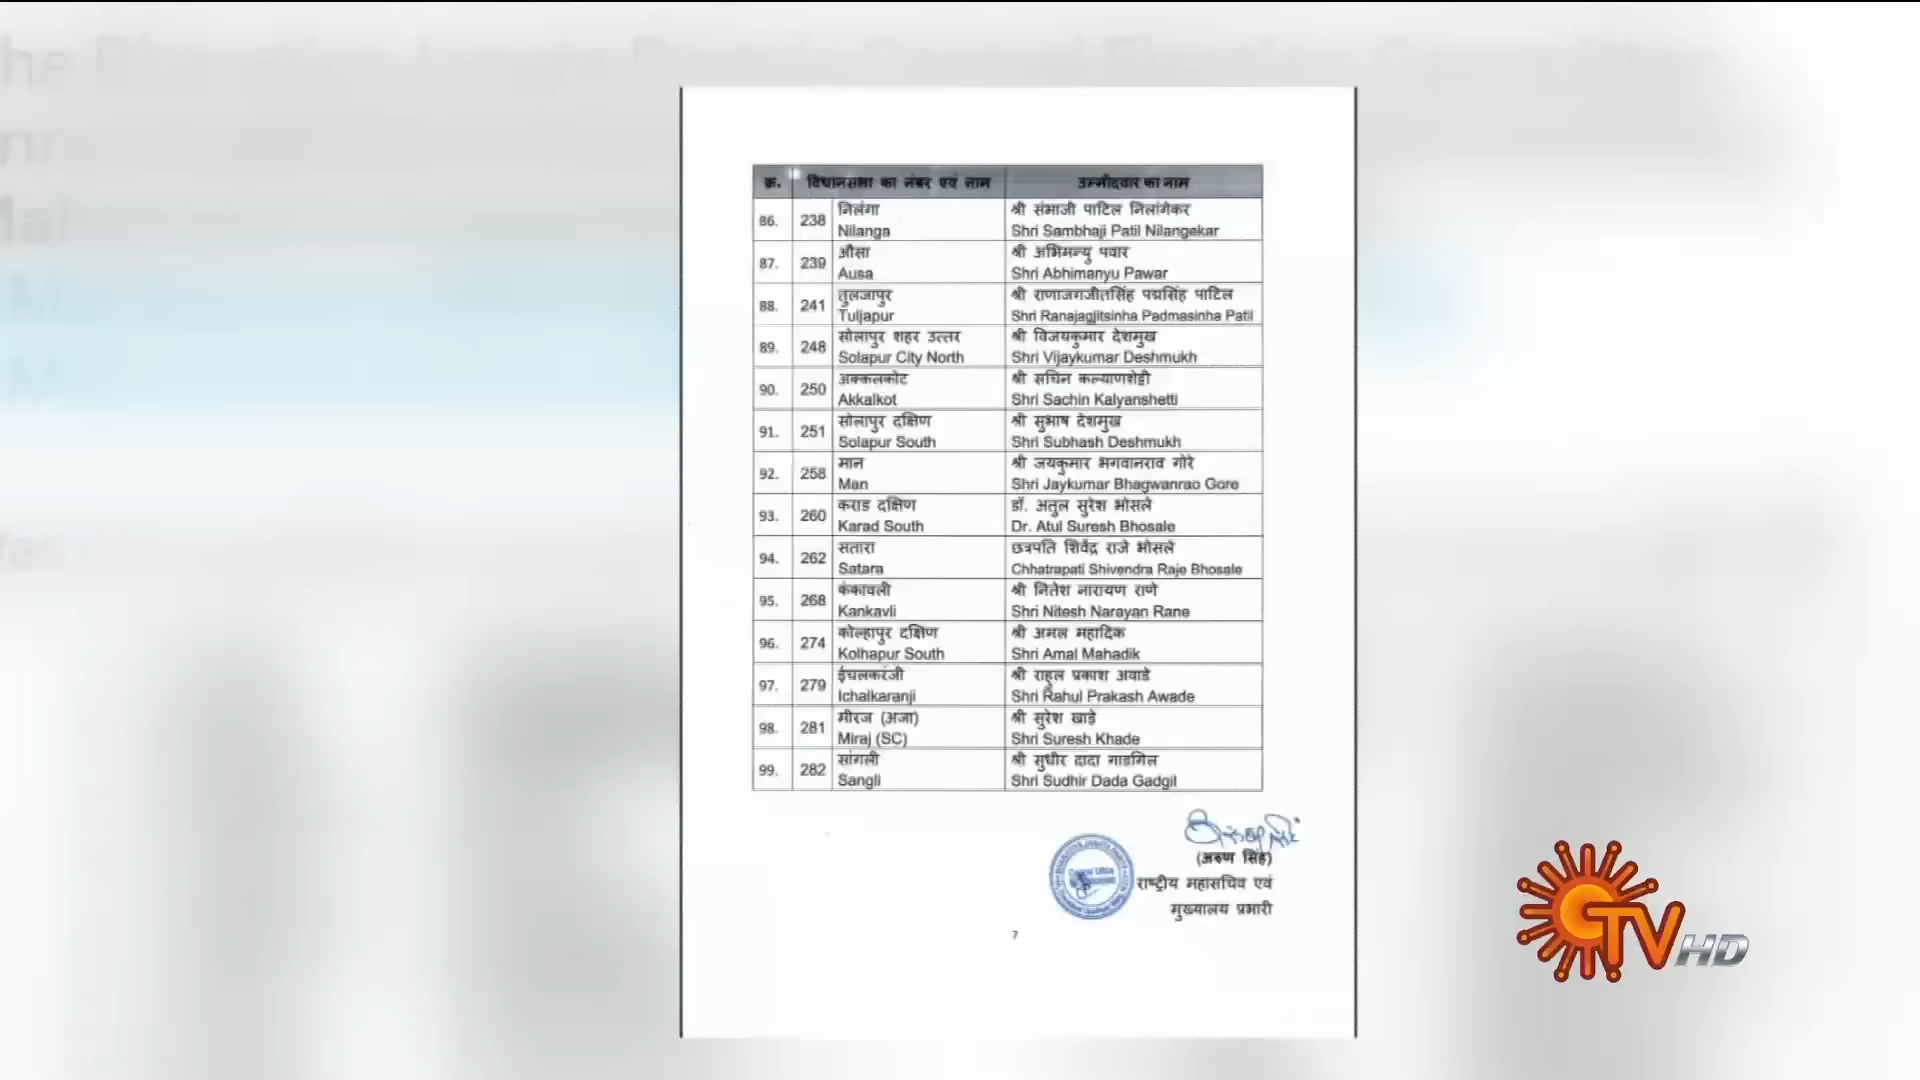 क्र. विधानसभा का नंबर एवं नाम उम्मीदवार का नाम
86. 238 निलंगा श्री संभाजी पाटिल निलांगेकर
Nilanga Shri Sambhaji Patil Nilangekar
87. 239 औसा श्री अभिमन्यु पवार
Ausa Shri Abhimanyu Pawar
88. 241 तुलजापुर श्री राणाजगजीतसिंह पद्मसिंह पाटिल
Tuljapur Shri Ranajagjitsinha Padmasinha Patil
89. 248 सोलापुर शहर उत्तर श्री विजयकुमार देशमुख
Solapur City North Shri Vijaykumar Deshmukh
90. 250 अक्कलकोट श्री सचिन कल्याणशेट्टी
Akkalkot Shri Sachin Kalyanshetti
91. 251 सोलापुर दक्षिण श्री सुभाष देशमुख
Solapur South Shri Subhash Deshmukh
92. 258 मान श्री जयकुमार भगवानराव गोरे
Man Shri Jaykumar Bhagwanrao Gore
93. 260 कराड दक्षिण डॉ. अतुल सुरेश भोसले
Karad South Dr. Atul Suresh Bhosale
94. 262 सतारा छत्रपति शिवेंद्र राजे भोसले
Satara Chhatrapati Shivendra Raje Bhosale
95. 268 कंकावली श्री नितेश नारायण राणे
Kankavli Shri Nitesh Narayan Rane
96. 274 कोल्हापुर दक्षिण श्री अमल महादिक
Kolhapur South Shri Amal Mahadik
97. 279 ईचलकरंजी श्री राहुल प्रकाश अवाडे
Ichalkaranji Shri Rahul Prakash Awade
98. 281 मीरज (अजा) श्री सुरेश खाड़े
Miraj (SC) Shri Suresh Khade
99. 282 सांगली श्री सुधीर दादा गाडगिल
Sangli Shri Sudhir Dada Gadgil
(अरुण सिंह)
राष्ट्रीय महासचिव एवं
मुख्यालय प्रभारी
7
TV HD